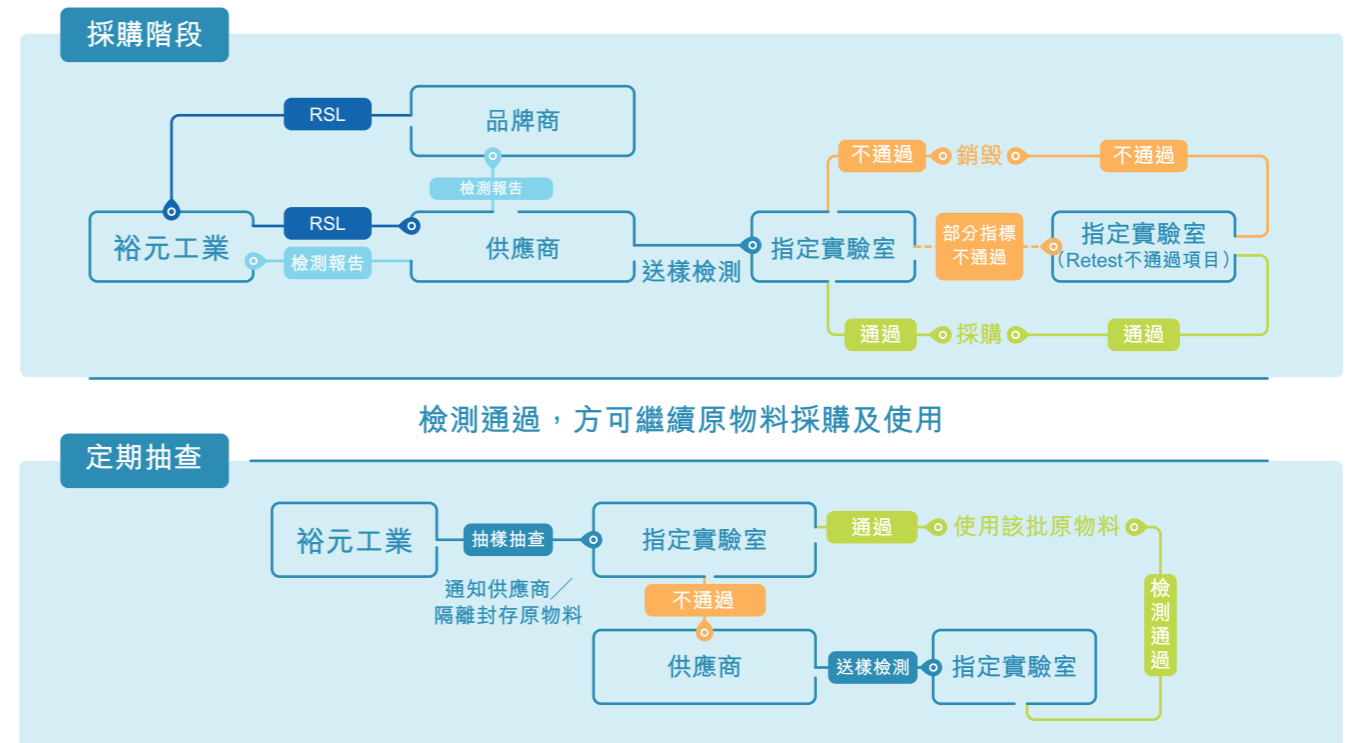 採購階段
RSL
品牌商
檢測報告
裕元工業
RSL
檢測報告
供應商
送樣檢測
指定實驗室
不通過
銷毀
不通過
部分指標
不通過
指定實驗室
(Retest不通過項目)
通過
採購
通過
檢測通過，方可繼續原物料採購及使用
定期抽查
裕元工業
抽樣抽查
通知供應商／
隔離封存原物料
指定實驗室
通過
使用該批原物料
不通過
供應商
送樣檢測
指定實驗室
檢測通過